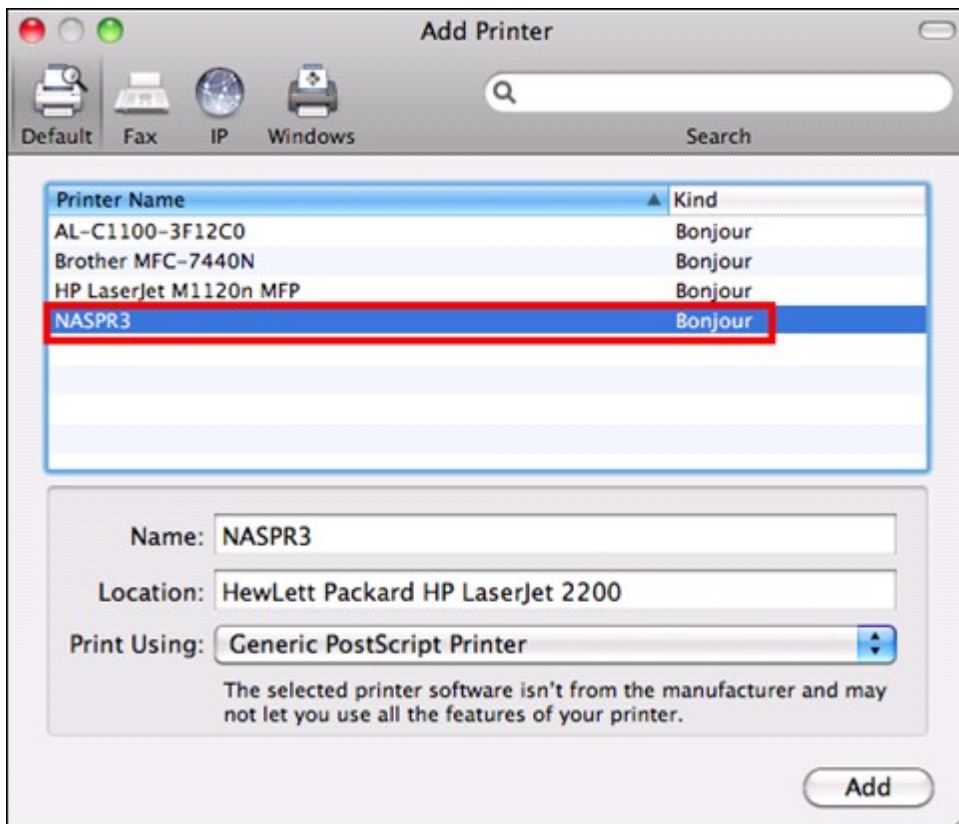 Add Printer
Default Fax IP Windows Search
Printer Name Kind
AL-C1100-3F12C0 Bonjour
Brother MFC-7440N Bonjour
HP LaserJet M1120n MFP Bonjour
NASPR3 Bonjour
Name: NASPR3
Location: HewLett Packard HP LaserJet 2200
Print Using: Generic PostScript Printer
The selected printer software isn't from the manufacturer and may
not let you use all the features of your printer.
Add